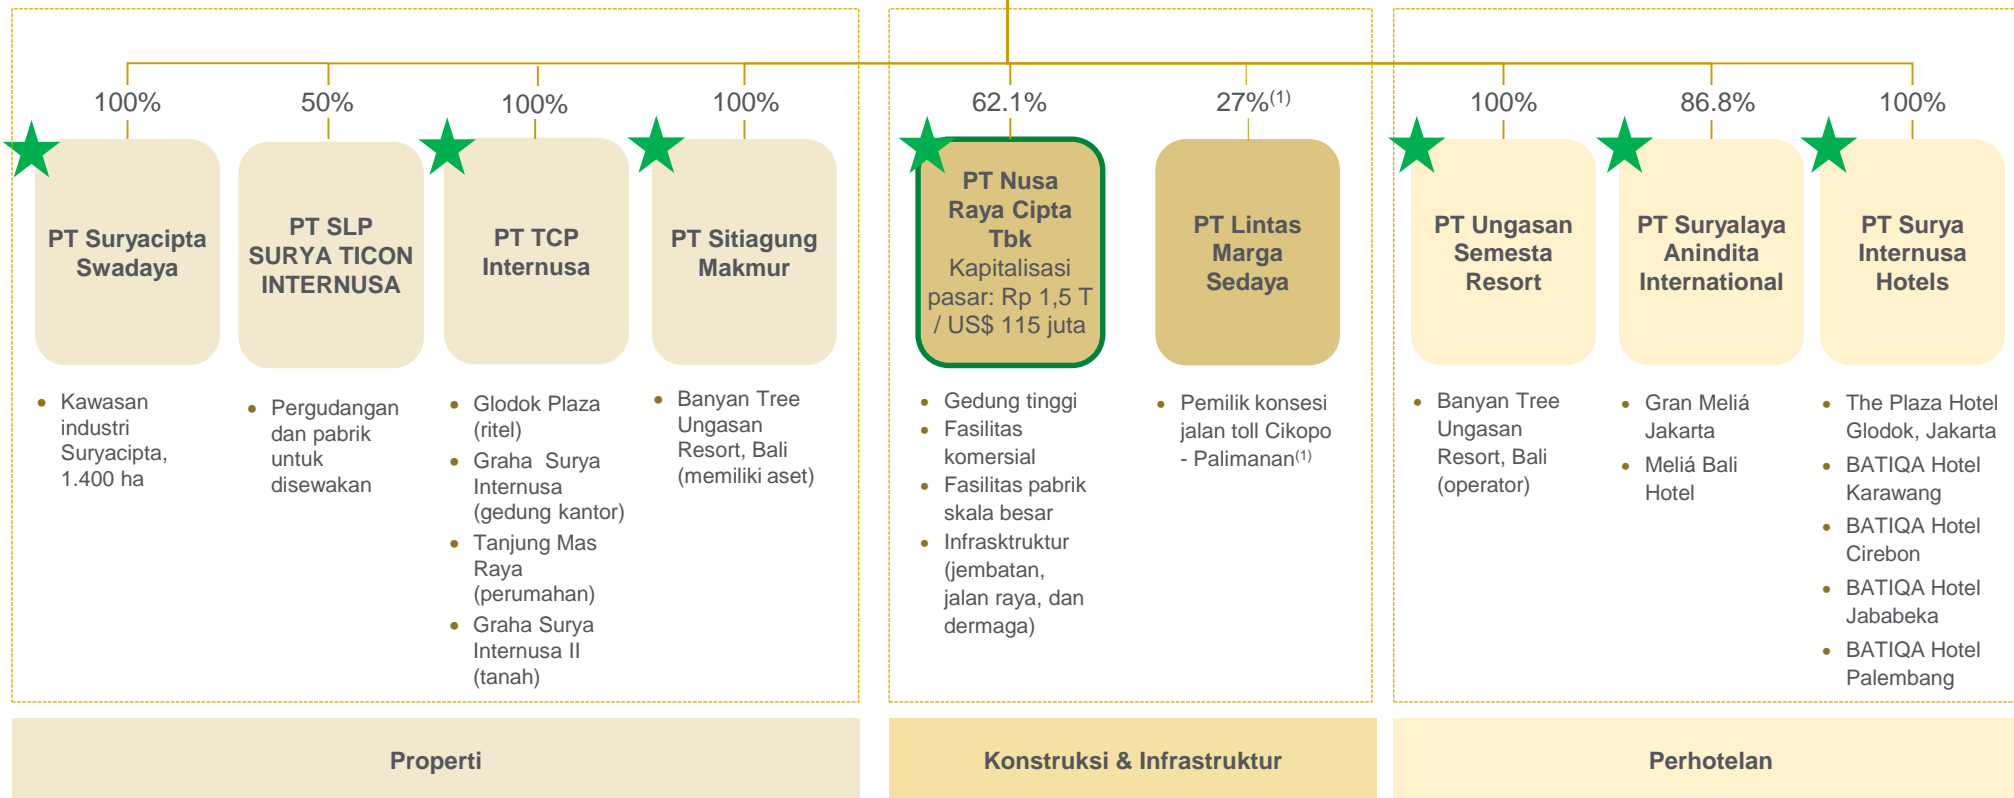 100%
50%
100%
100%
62.1%
27%(1)
100%
86.8%
100%
PT Suryacipta
Swadaya
PT SLP
SURYA TICON
INTERNUSA
PT TCP
Internusa
PT Sitiagung
Makmur
PT Nusa
Raya Cipta
Tbk
Kapitalisasi
pasar: Rp 1,5 T
/ US$ 115 juta
PT Lintas
Marga
Sedaya
PT Ungasan
Semesta
Resort
PT Suryalaya
Anindita
International
PT Surya
Internusa
Hotels
• Kawasan
industri
Suryacipta,
1.400 ha
• Pergudangan
dan pabrik
untuk
disewakan
• Glodok Plaza
(ritel)
• Graha Surya
Internusa
(gedung kantor)
• Tanjung Mas
Raya
(perumahan)
• Graha Surya
Internusa II
(tanah)
• Banyan Tree
Ungasan
Resort, Bali
(memiliki aset)
• Gedung tinggi
• Fasilitas
komersial
• Fasilitas pabrik
skala besar
• Infrasktruktur
(jembatan,
jalan raya, dan
dermaga)
• Pemilik konsesi
jalan toll Cikopo
- Palimanan(1)
• Banyan Tree
Ungasan
Resort, Bali
(operator)
• Gran Meliá
Jakarta
• Meliá Bali
Hotel
• The Plaza Hotel
Glodok, Jakarta
• BATIQA Hotel
Karawang
• BATIQA Hotel
Cirebon
• BATIQA Hotel
Jababeka
• BATIQA Hotel
Palembang
Properti
Konstruksi & Infrastruktur
Perhotelan